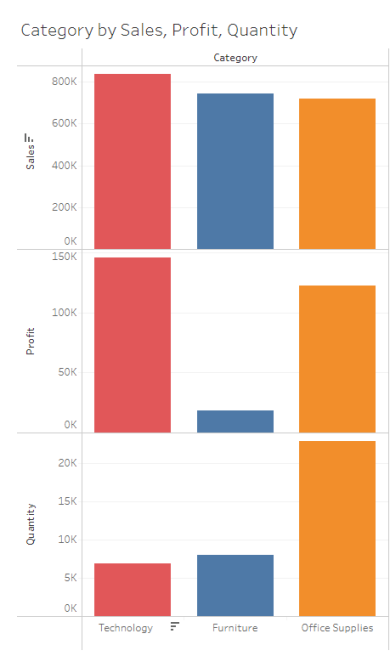 Category by Sales, Profit, Quantity
Category
Sales
800K
600K
400K
200K
0K
Profit
150K
100K
50K
0K
Quantity
20K
15K
10K
5K
0K
Technology Furniture Office Supplies